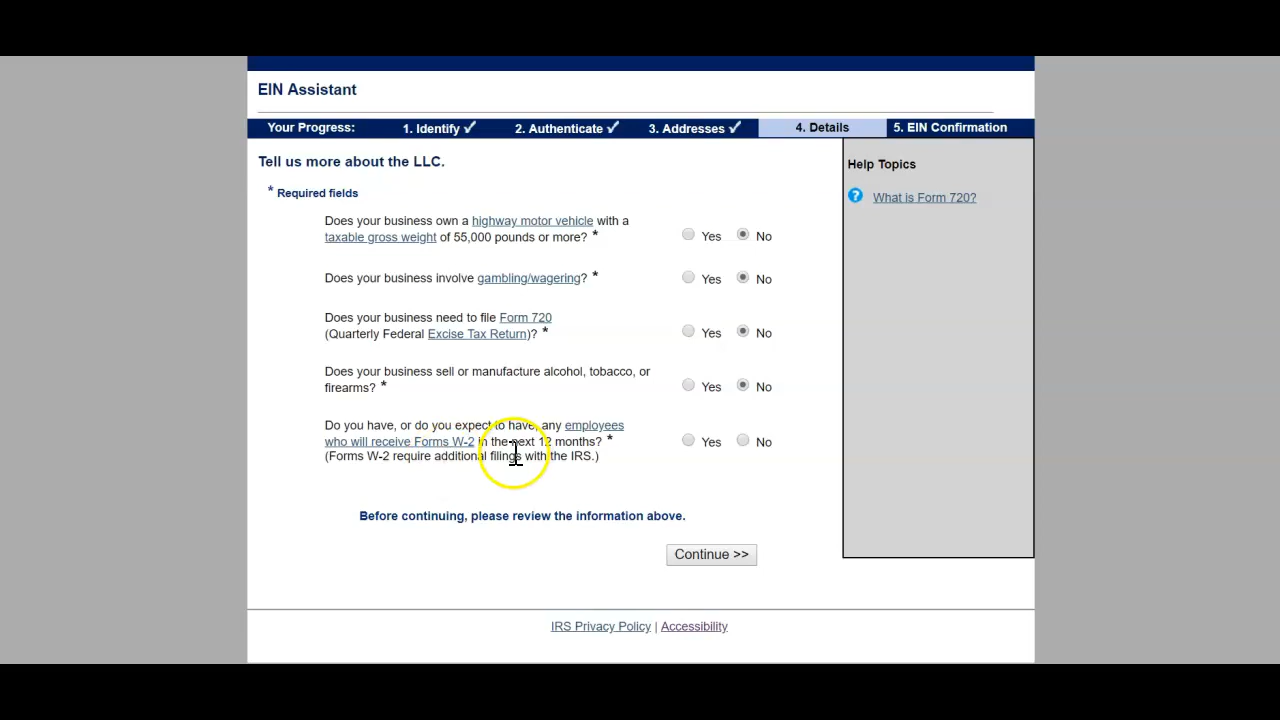 EIN Assistant
Your Progress: 1. Identify ✓ 2. Authenticate ✓ 3. Addresses ✓ 4. Details 5. EIN Confirmation
Tell us more about the LLC.
* Required fields
Does your business own a highway motor vehicle with a
taxable gross weight of 55,000 pounds or more? *
Yes No
Does your business involve gambling/wagering? *
Yes No
Does your business need to file Form 720
(Quarterly Federal Excise Tax Return)? *
Yes No
Does your business sell or manufacture alcohol, tobacco, or
firearms? *
Yes No
Do you have, or do you expect to have, any employees
who will receive Forms W-2 in the next 12 months? *
(Forms W-2 require additional filings with the IRS.)
Yes No
Before continuing, please review the information above.
Continue >>
Help Topics
? What is Form 720?
IRS Privacy Policy | Accessibility